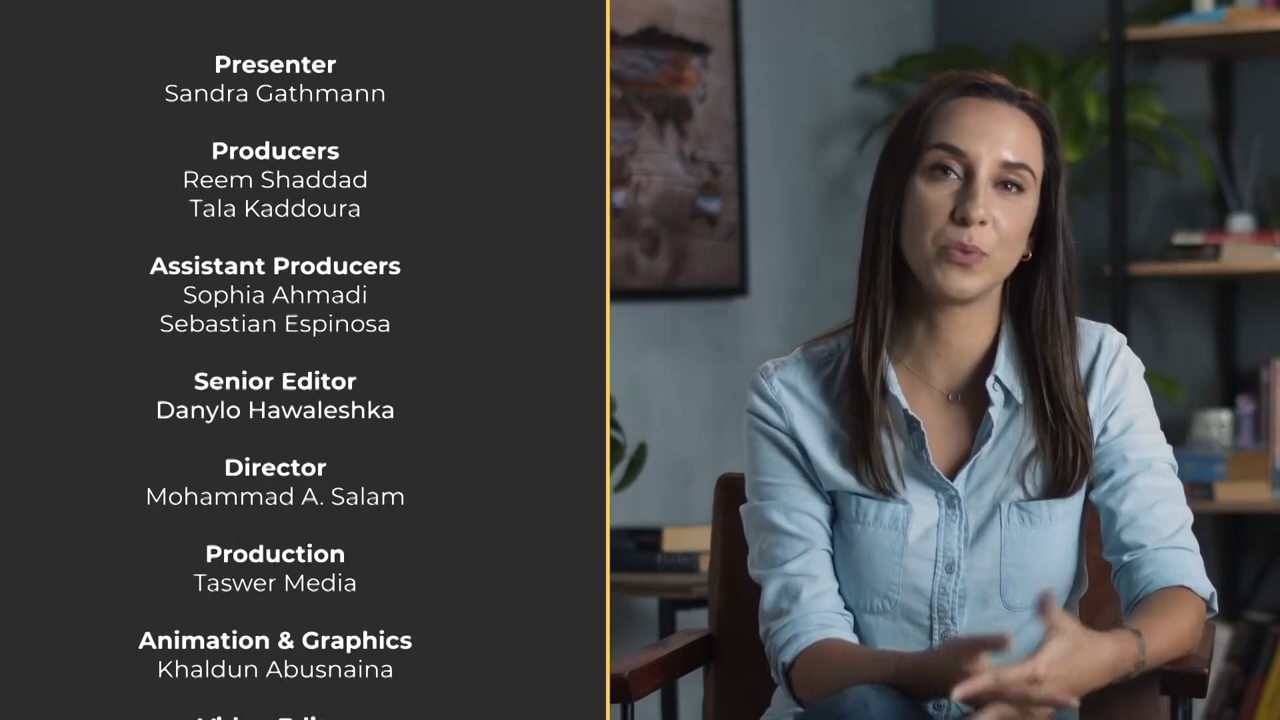 Presenter
Sandra Gathmann
Producers
Reem Shaddad
Tala Kaddoura
Assistant Producers
Sophia Ahmadi
Sebastian Espinosa
Senior Editor
Danylo Hawaleshka
Director
Mohammad A. Salam
Production
Taswer Media
Animation & Graphics
Khaldun Abusnaina